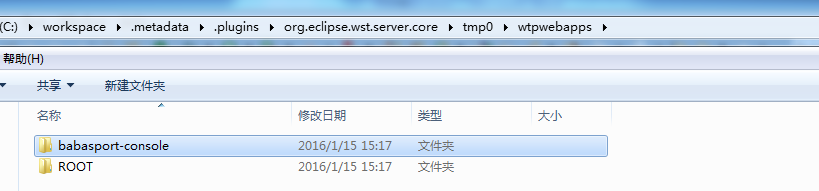 (C:) ▸ workspace ▸ .metadata ▸ .plugins ▸ org.eclipse.wst.server.core ▸ tmp0 ▸ wtpwebapps ▸
帮助(H)
共享 新建文件夹
名称 修改日期 类型 大小
babasport-console 2016/1/15 15:17 文件夹
ROOT 2016/1/15 15:17 文件夹